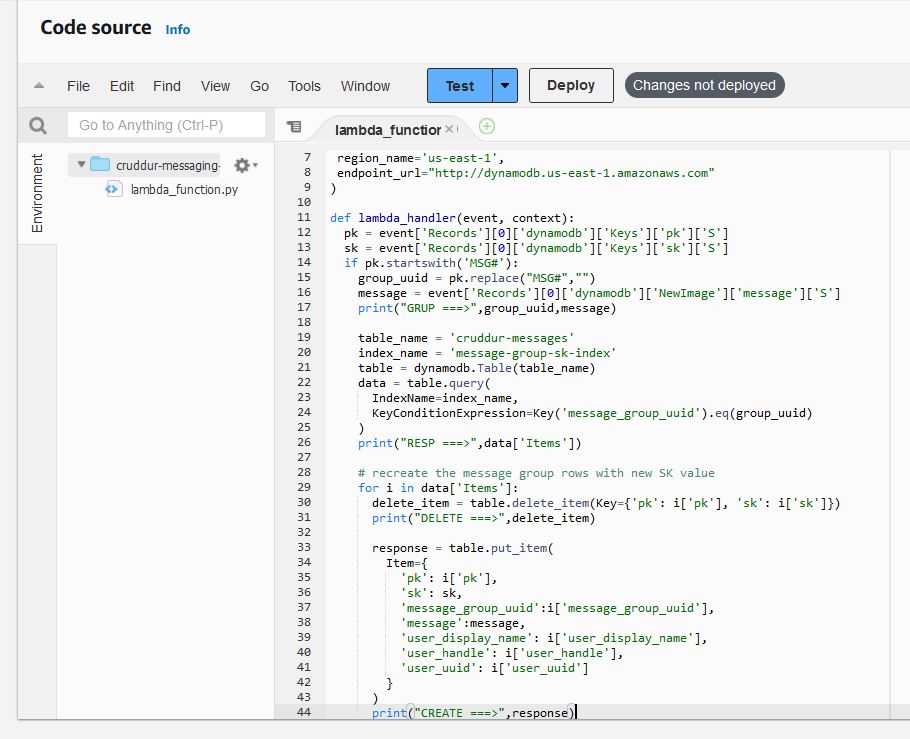 Code source Info
File Edit Find View Go Tools Window Test Deploy Changes not deployed
Go to Anything (Ctrl-P)
lambda_function
Environment
cruddur-messaging-
lambda_function.py
7 region_name='us-east-1',
8 endpoint_url="http://dynamodb.us-east-1.amazonaws.com"
9 )
10
11 def lambda_handler(event, context):
12 pk = event['Records'][0]['dynamodb']['Keys']['pk']['S']
13 sk = event['Records'][0]['dynamodb']['Keys']['sk']['S']
14 if pk.startswith('MSG#'):
15 group_uuid = pk.replace("MSG#","")
16 message = event['Records'][0]['dynamodb']['NewImage']['message']['S']
17 print("GRUP ===>",group_uuid,message)
18
19 table_name = 'cruddur-messages'
20 index_name = 'message-group-sk-index'
21 table = dynamodb.Table(table_name)
22 data = table.query(
23 IndexName=index_name,
24 KeyConditionExpression=Key('message_group_uuid').eq(group_uuid)
25 )
26 print("RESP ===>",data['Items'])
27
28 # recreate the message group rows with new SK value
29 for i in data['Items']:
30 delete_item = table.delete_item(Key={'pk': i['pk'], 'sk': i['sk']})
31 print("DELETE ===>",delete_item)
32
33 response = table.put_item(
34 Item={
35 'pk': i['pk'],
36 'sk': sk,
37 'message_group_uuid':i['message_group_uuid'],
38 'message':message,
39 'user_display_name': i['user_display_name'],
40 'user_handle': i['user_handle'],
41 'user_uuid': i['user_uuid']
42 }
43 )
44 print("CREATE ===>",response)